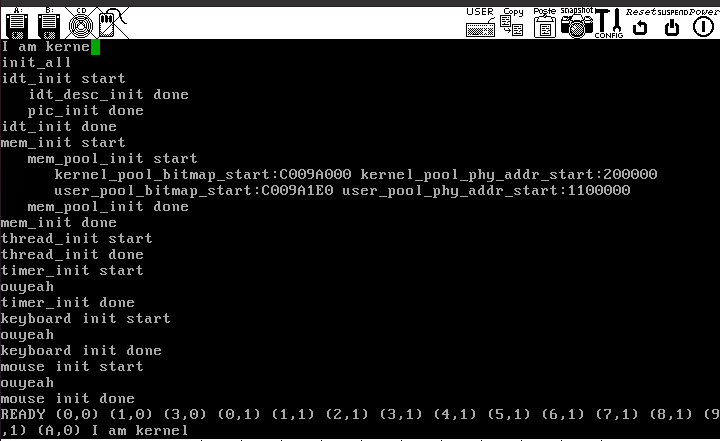 A: B: CD USER Copy Paste snapshot CONFIG Reset SUSPEND Power
I am kerne
init_all
idt_init start
idt_desc_init done
pic_init done
idt_init done
mem_init start
mem_pool_init start
kernel_pool_bitmap_start:C009A000 kernel_pool_phy_addr_start:200000
user_pool_bitmap_start:C009A1E0 user_pool_phy_addr_start:1100000
mem_pool_init done
mem_init done
thread_init start
thread_init done
timer_init start
ouyeah
timer_init done
keyboard init start
ouyeah
keyboard init done
mouse init start
ouyeah
mouse init done
READY (0,0) (1,0) (3,0) (0,1) (1,1) (2,1) (3,1) (4,1) (5,1) (6,1) (7,1) (8,1) (9
,1) (A,0) I am kernel